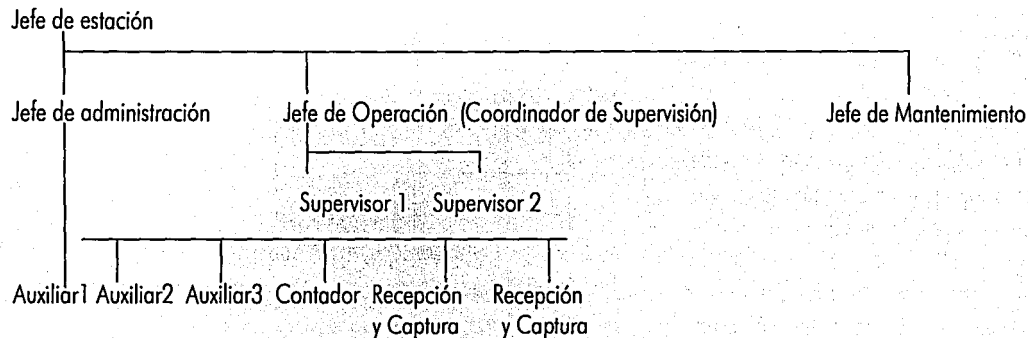 Jefe de estación
Jefe de administración Jefe de Operación (Coordinador de Supervisión) Jefe de Mantenimiento
Supervisor 1 Supervisor 2
Auxiliar1 Auxiliar2 Auxiliar3 Contador Recepción Recepción
y Captura y Captura